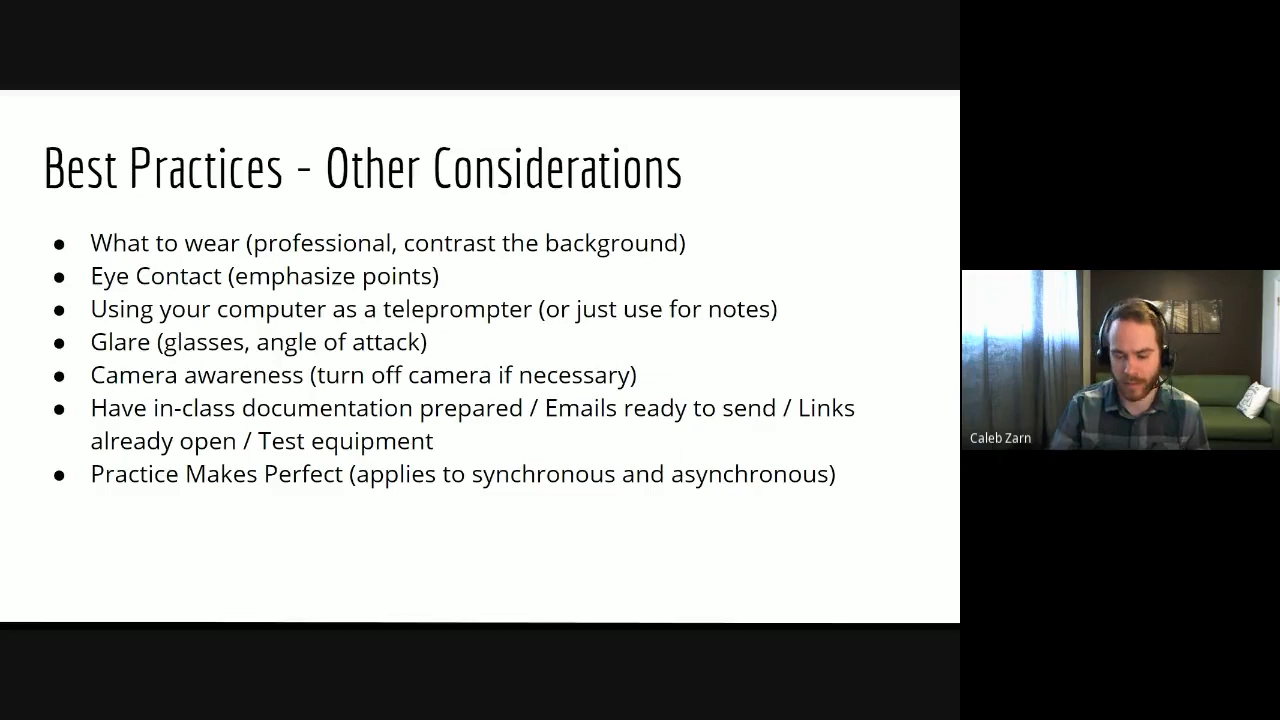 Best Practices - Other Considerations
● What to wear (professional, contrast the background)
● Eye Contact (emphasize points)
● Using your computer as a teleprompter (or just use for notes)
● Glare (glasses, angle of attack)
● Camera awareness (turn off camera if necessary)
● Have in-class documentation prepared / Emails ready to send / Links
already open / Test equipment
● Practice Makes Perfect (applies to synchronous and asynchronous)
Caleb Zarn